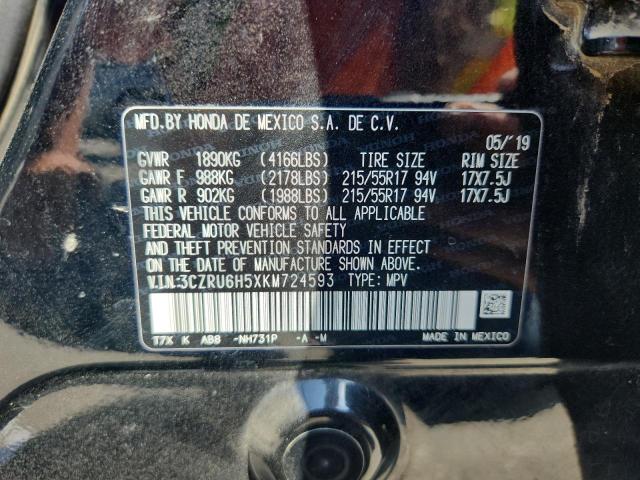 MFD.BY HONDA DE MEXICO S.A. DE C.V.
05/'19
GVWR 1890KG (4166LBS) TIRE SIZE RIM SIZE
GAWR F 988KG (2178LBS) 215/55R17 94V 17X7.5J
GAWR R 902KG (1988LBS) 215/55R17 94V 17X7.5J
THIS VEHICLE CONFORMS TO ALL APPLICABLE
FEDERAL MOTOR VEHICLE SAFETY
AND THEFT PREVENTION STANDARDS IN EFFECT
ON THE DATE OF MANUFACTURE SHOWN ABOVE.
V.I.N:3CZRU6H5XKM724593 TYPE: MPV
T7X K AB8 -NH731P -A -M MADE IN MEXICO